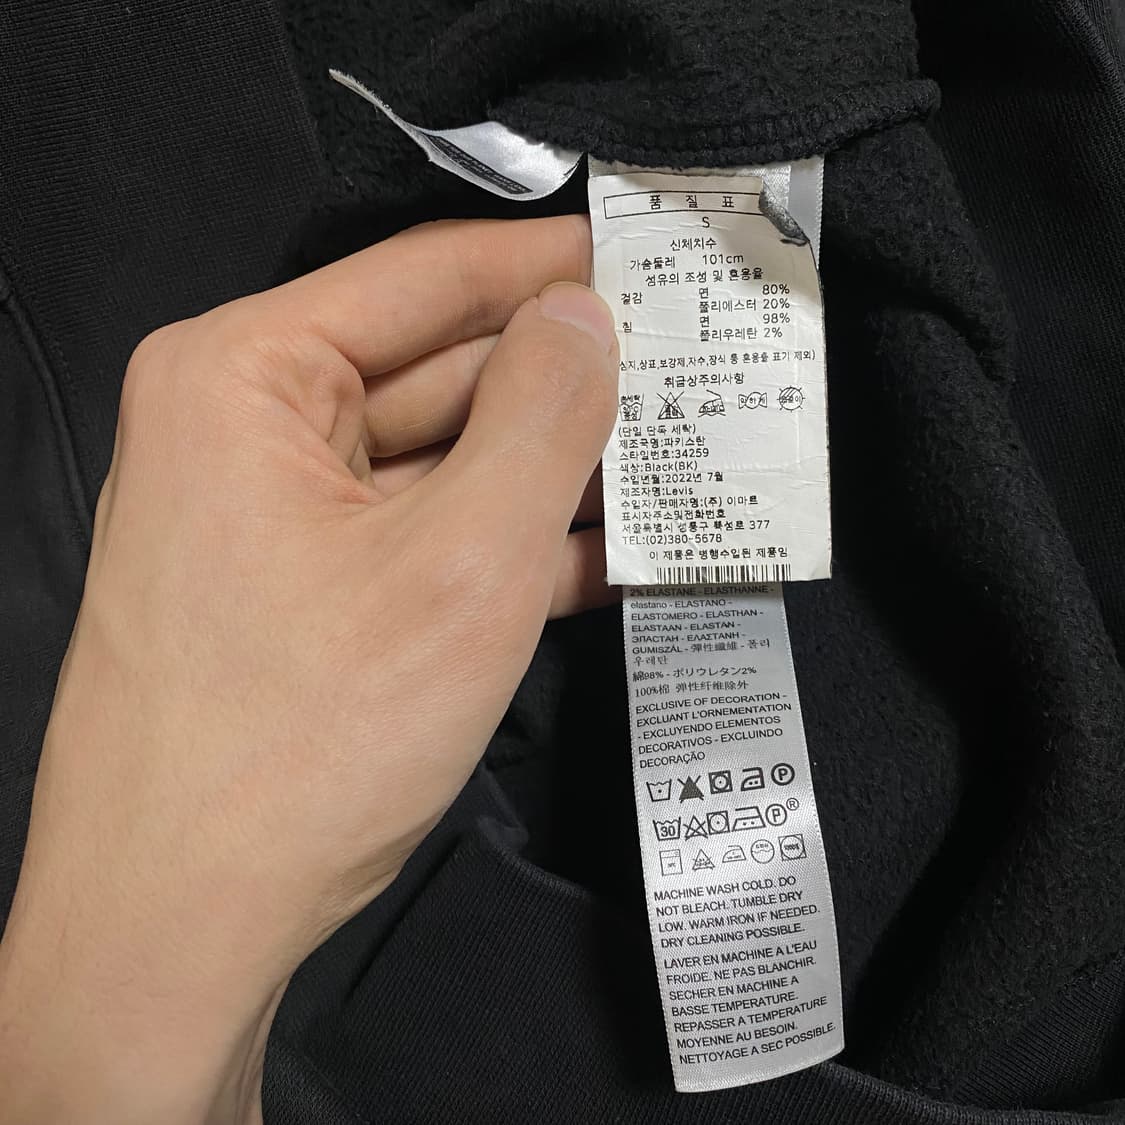 품 질 표
S
신체치수
가슴둘레 101cm
섬유의 조성 및 혼용율
겉감 면 80%
폴리에스터 20%
립 면 98%
폴리우레탄 2%
심지,상표,보강제,자수,장식 등 혼용율 표기 제외)
취급상주의사항
약하게
(단일 단독 세탁)
제조국명:파키스탄
스타일번호:34259
색상:Black(BK)
수입년월:2022년 7월
제조자명:Levis
수입자/판매자명:(주) 이마트
표시자주소및전화번호
서울특별시 성동구 뚝섬로 377
TEL:(02)380-5678
이 제품은 병행수입된 제품임
2% ELASTANE - ELASTHANNE -
elastano - ELASTANO -
ELASTOMERO - ELASTHAN -
ELASTAAN - ELASTAN -
ЭПАСТАН - ΕΛΑΣΤΑΝΗ -
GUMISZÁL - 弾性纖維 - 폴리
우레탄
綿98% - ポリウレタン2%
100%棉 弹性纤维除外
EXCLUSIVE OF DECORATION -
EXCLUANT L'ORNEMENTATION
- EXCLUYENDO ELEMENTOS
DECORATIVOS - EXCLUINDO
DECORAÇÃO
P
30 P ®
MACHINE WASH COLD. DO
NOT BLEACH. TUMBLE DRY
LOW. WARM IRON IF NEEDED.
DRY CLEANING POSSIBLE.
LAVER EN MACHINE A L'EAU
FROIDE. NE PAS BLANCHIR.
SECHER EN MACHINE A
BASSE TEMPERATURE.
REPASSER A TEMPERATURE
MOYENNE AU BESOIN.
NETTOYAGE A SEC POSSIBLE.